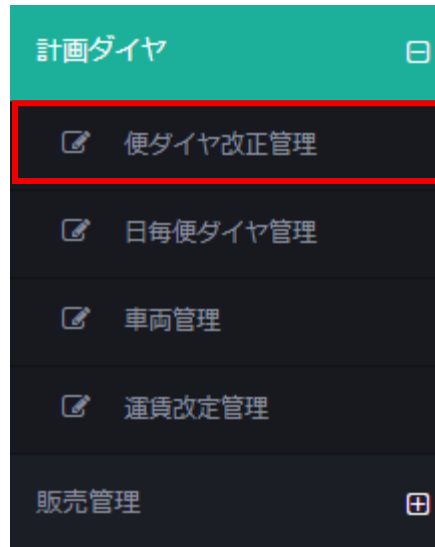 計画ダイヤ
便ダイヤ改正管理
日毎便ダイヤ管理
車両管理
運賃改定管理
販売管理